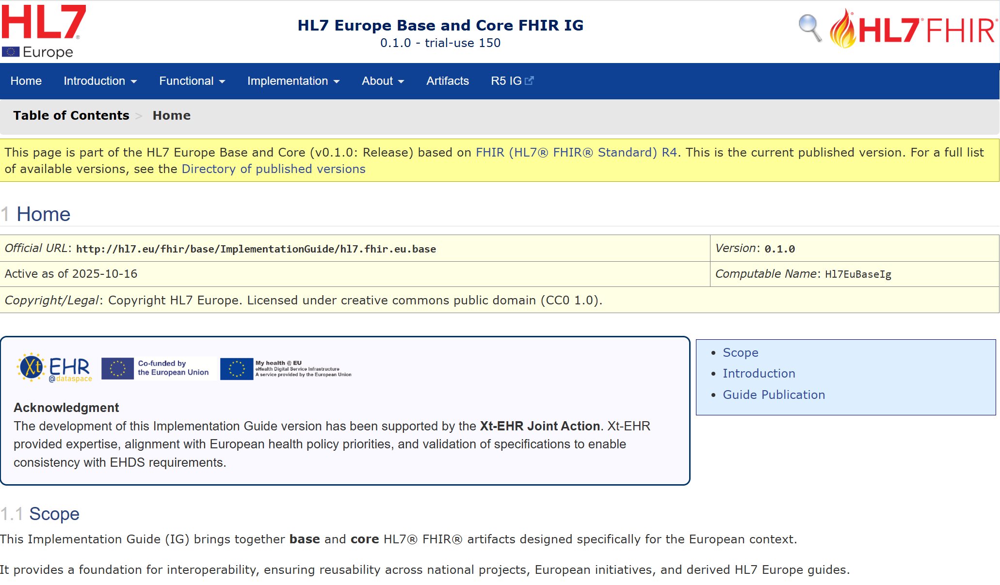 HL7®
Europe
HL7 Europe Base and Core FHIR IG
0.1.0 - trial-use 150
HL7® FHIR®
Home Introduction Functional Implementation About Artifacts R5 IG
Table of Contents > Home
This page is part of the HL7 Europe Base and Core (v0.1.0: Release) based on FHIR (HL7® FHIR® Standard) R4. This is the current published version. For a full list
of available versions, see the Directory of published versions
1 Home
Official URL: http://hl7.eu/fhir/base/ImplementationGuide/hl7.fhir.eu.base Version: 0.1.0
Active as of 2025-10-16 Computable Name: Hl7EuBaseIg
Copyright/Legal: Copyright HL7 Europe. Licensed under creative commons public domain (CC0 1.0).
Xt EHR
@dataspace
Co-funded by
the European Union
My health @ EU
eHealth Digital Service Infrastructure
A service provided by the European Union
Acknowledgment
The development of this Implementation Guide version has been supported by the Xt-EHR Joint Action. Xt-EHR
provided expertise, alignment with European health policy priorities, and validation of specifications to enable
consistency with EHDS requirements.
Scope
Introduction
Guide Publication
1.1 Scope
This Implementation Guide (IG) brings together base and core HL7® FHIR® artifacts designed specifically for the European context.
It provides a foundation for interoperability, ensuring reusability across national projects, European initiatives, and derived HL7 Europe guides.